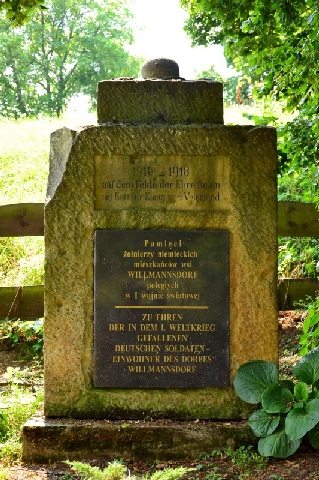 1914 - 1918
auf dem Felde der Ehre fielen
Pamięci
żołnierzy niemieckich
mieszkańców wsi
WILLMANNSDORF
poległych
w I wojnie światowej
ZU EHREN
DER IN DEM I. WELTKRIEG
GEFALLENEN
DEUTSCHEN SOLDATEN-
EINWOHNER DES DORFES
WILLMANNSDORF